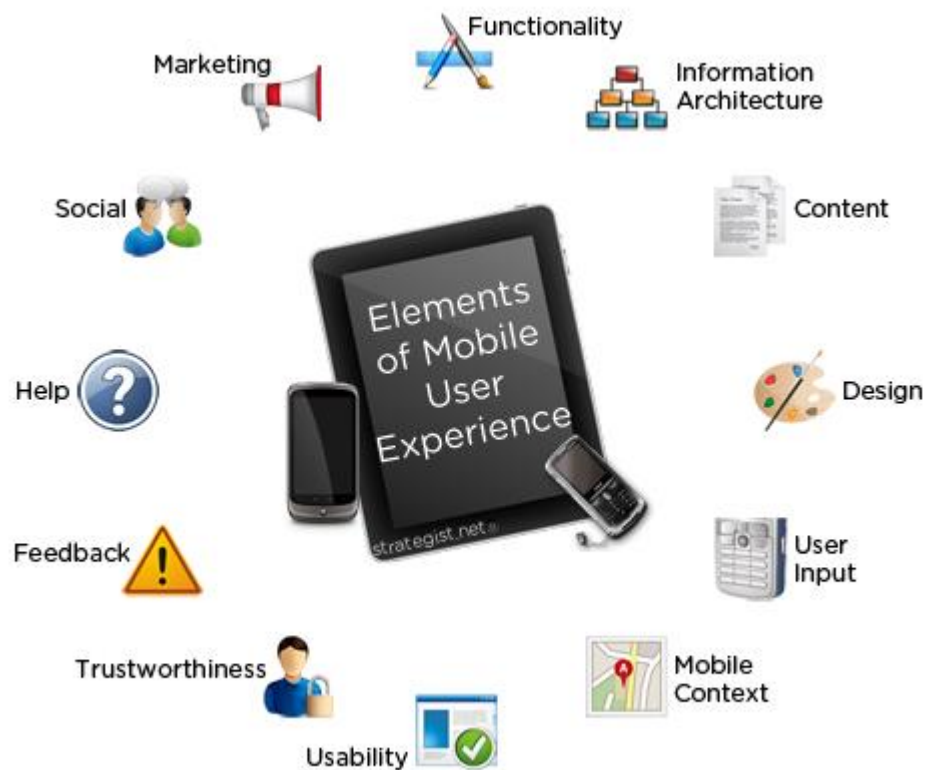 Functionality
Marketing
Information
Architecture
Social
Content
Elements
of Mobile
User
Experience
Help
Design
strategist.net
Feedback
User
Input
Trustworthiness
Mobile
Context
Usability
A